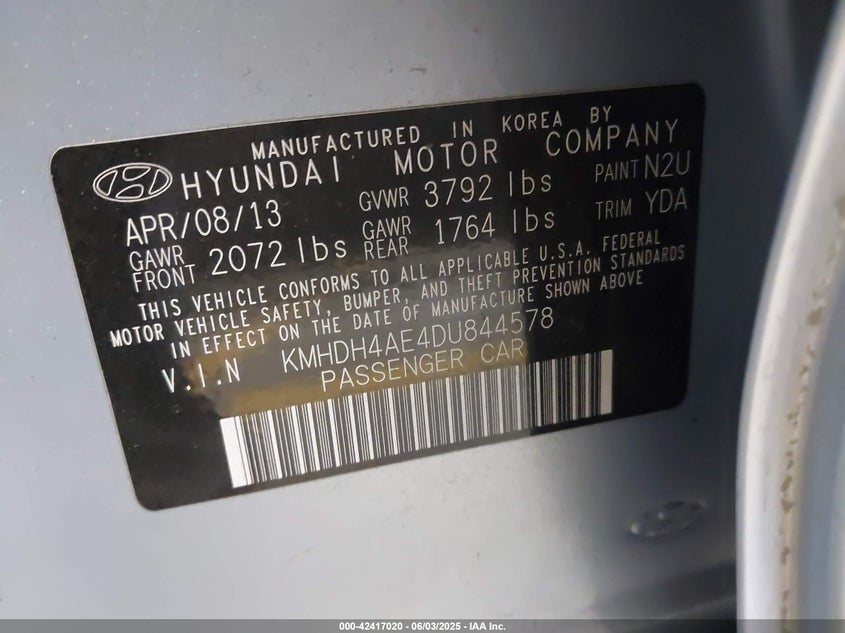 MANUFACTURED IN KOREA BY
HYUNDAI MOTOR COMPANY
APR/08/13 GVWR 3792 lbs PAINT N2U
GAWR FRONT 2072 lbs GAWR REAR 1764 lbs TRIM YDA
THIS VEHICLE CONFORMS TO ALL APPLICABLE U.S.A. FEDERAL
MOTOR VEHICLE SAFETY, BUMPER, AND THEFT PREVENTION STANDARDS
IN EFFECT ON THE DATE OF MANUFACTURE SHOWN ABOVE
V.I.N KMHDH4AE4DU844578
PASSENGER CAR
000-42417020 - 06/03/2025 - IAA Inc.